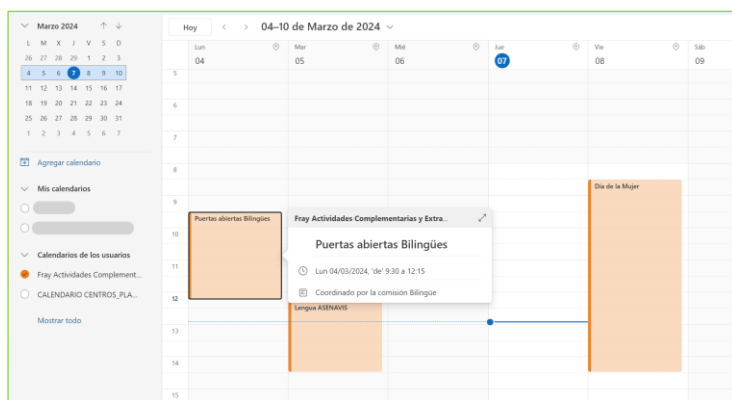 Marzo 2024
L M X J V S D
26 27 28 29 1 2 3
4 5 6 7 8 9 10
11 12 13 14 15 16 17
18 19 20 21 22 23 24
25 26 27 28 29 30 31
1 2 3 4 5 6 7
Agregar calendario
Mis calendarios
Calendarios de los usuarios
Fray Actividades Complement...
CALENDARIO CENTROS_PLA...
Mostrar todo
Hoy
04–10 de Marzo de 2024
Lun Mar Mié Jue Vie Sáb
04 05 06 07 08 09
5
6
7
8
Día de la Mujer
9
Puertas abiertas Bilingües
Fray Actividades Complementarias y Extra...
10
Puertas abiertas Bilingües
11
Lun 04/03/2024, 'de' 9:30 a 12:15
Coordinado por la comisión Bilingüe
12
Lengua ASENAVIS
13
14
15